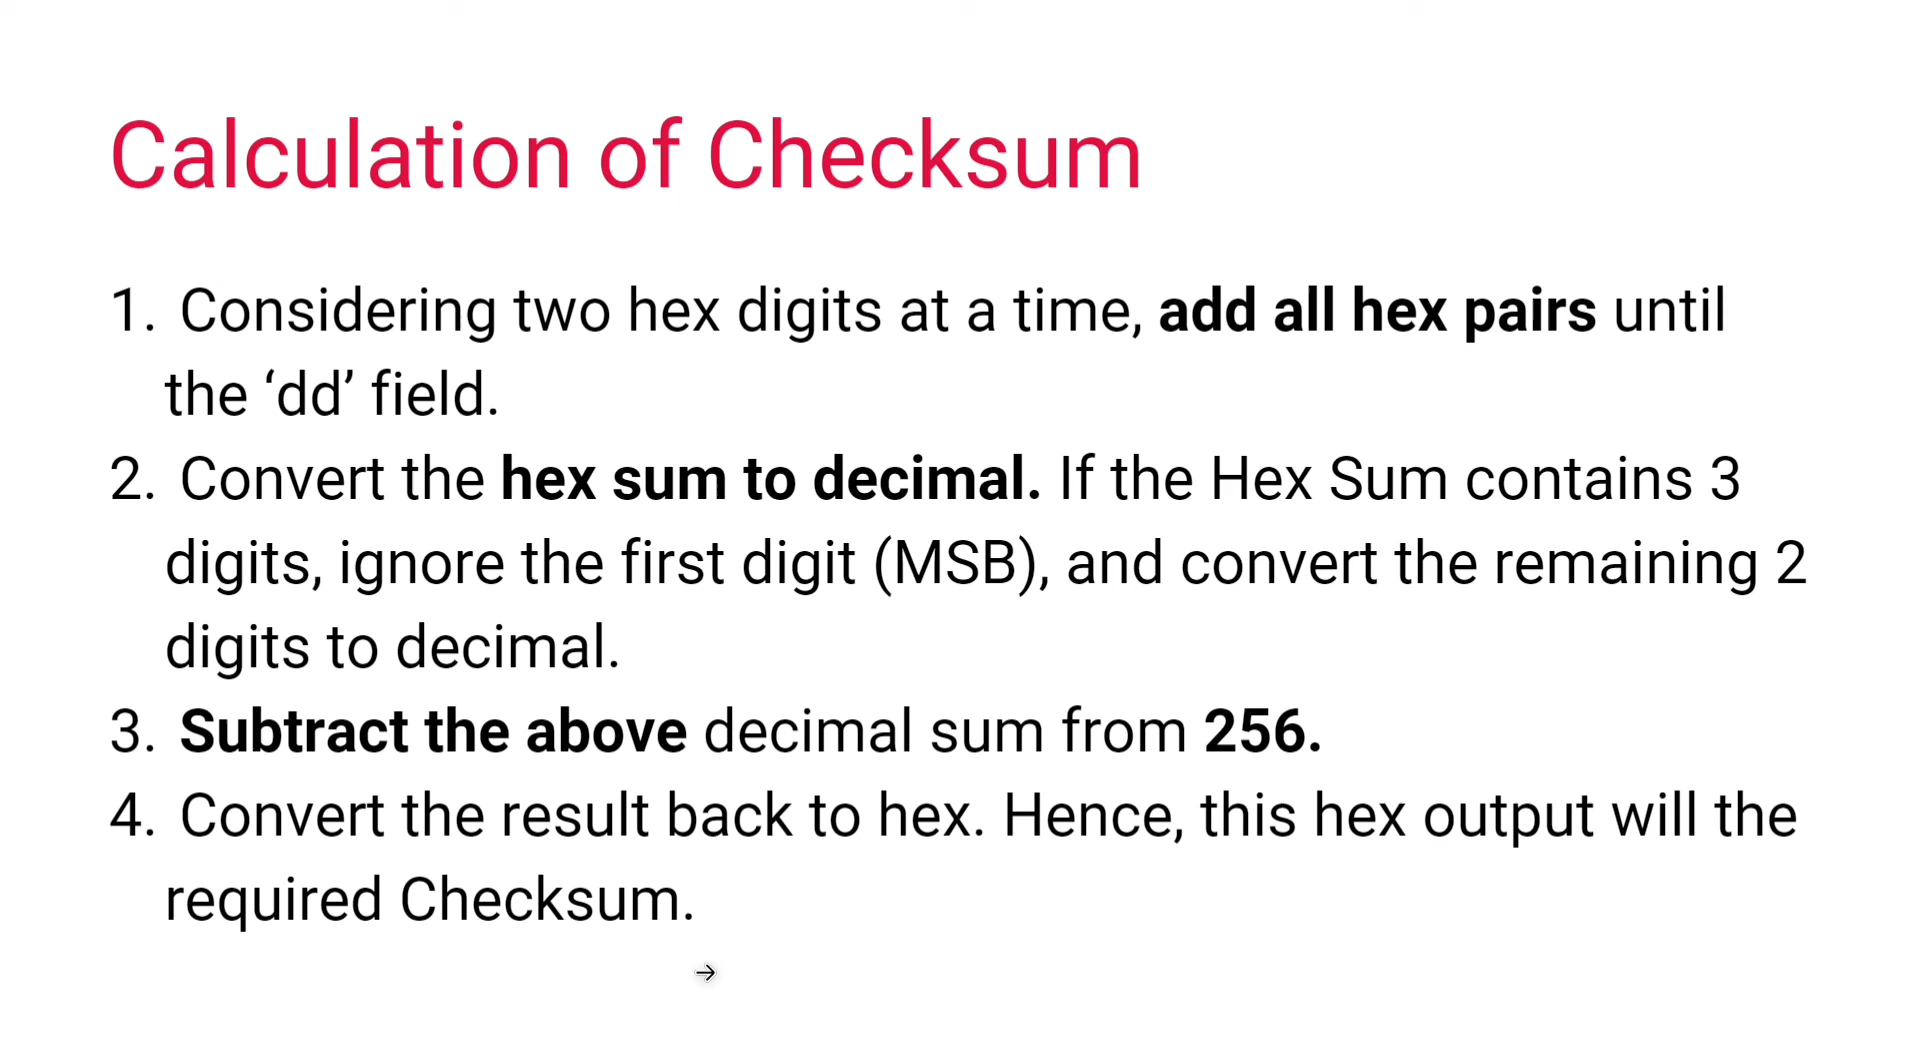 Calculation of Checksum
1. Considering two hex digits at a time, add all hex pairs until
the ‘dd’ field.
2. Convert the hex sum to decimal. If the Hex Sum contains 3
digits, ignore the first digit (MSB), and convert the remaining 2
digits to decimal.
3. Subtract the above decimal sum from 256.
4. Convert the result back to hex. Hence, this hex output will the
required Checksum.